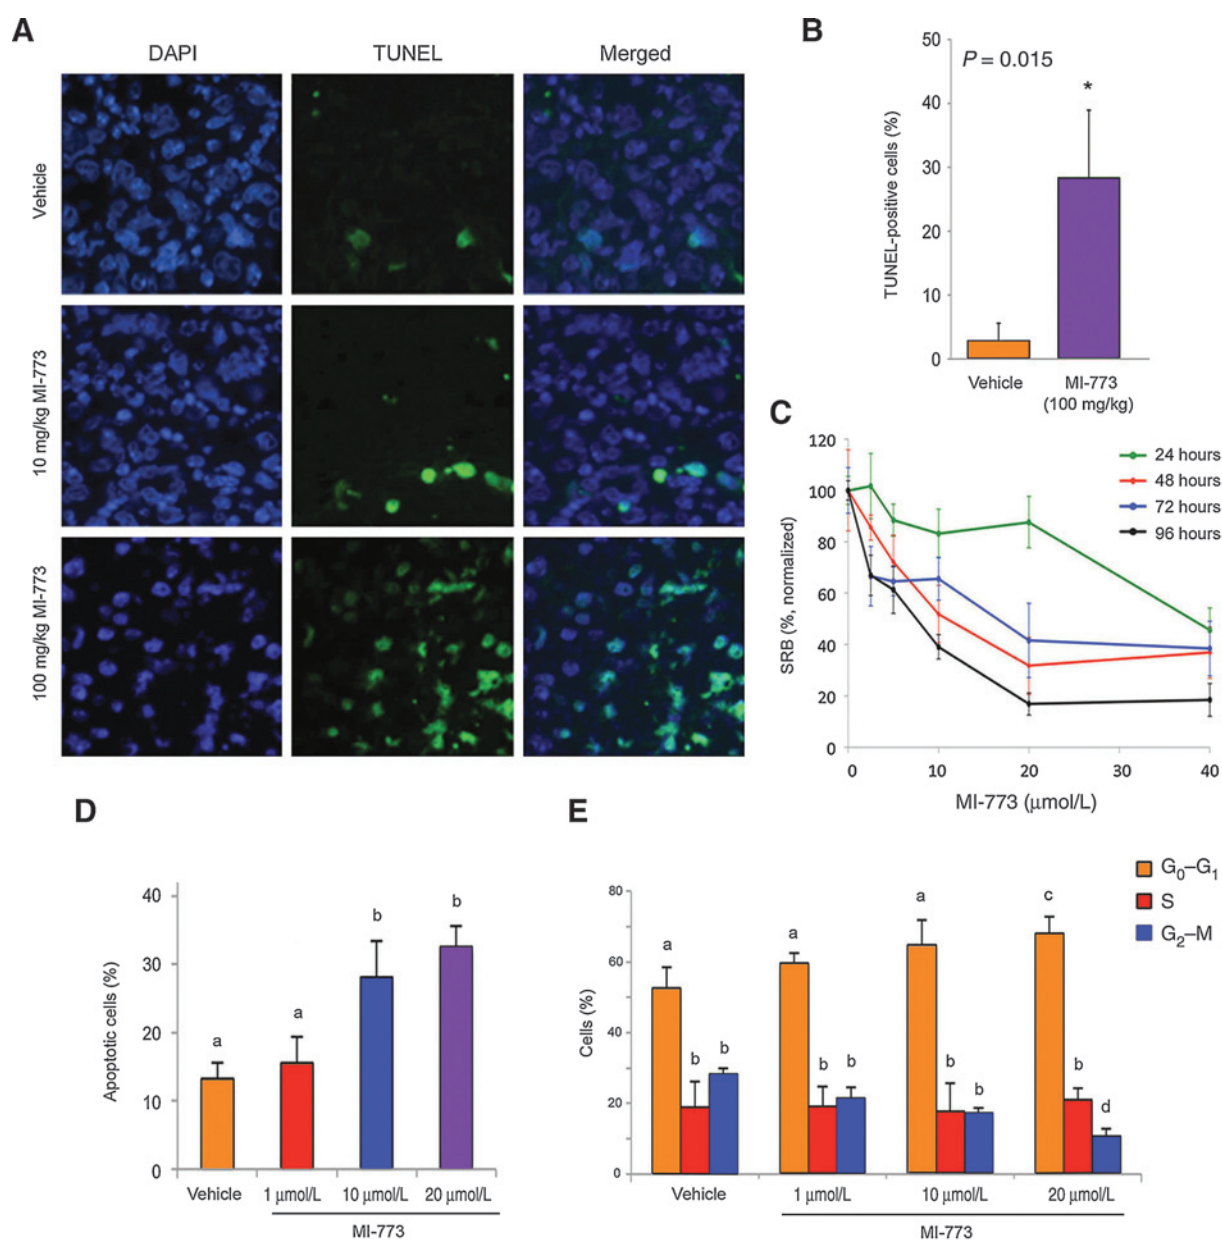 A
DAPI
TUNEL
Merged
Vehicle
10 mg/kg MI-773
100 mg/kg MI-773
B
P = 0.015
*
TUNEL-positive cells (%)
50
40
30
20
10
0
Vehicle
MI-773
(100 mg/kg)
C
SRB (%, normalized)
120
100
80
60
40
20
0
24 hours
48 hours
72 hours
96 hours
0 10 20 30 40
MI-773 (μmol/L)
D
Apoptotic cells (%)
40
30
20
10
0
a a b b
Vehicle 1 μmol/L 10 μmol/L 20 μmol/L
MI-773
E
Cells (%)
80
60
40
20
0
a b b
a b b
a b b
c b d
G₀–G₁
S
G₂–M
Vehicle 1 μmol/L 10 μmol/L 20 μmol/L
MI-773